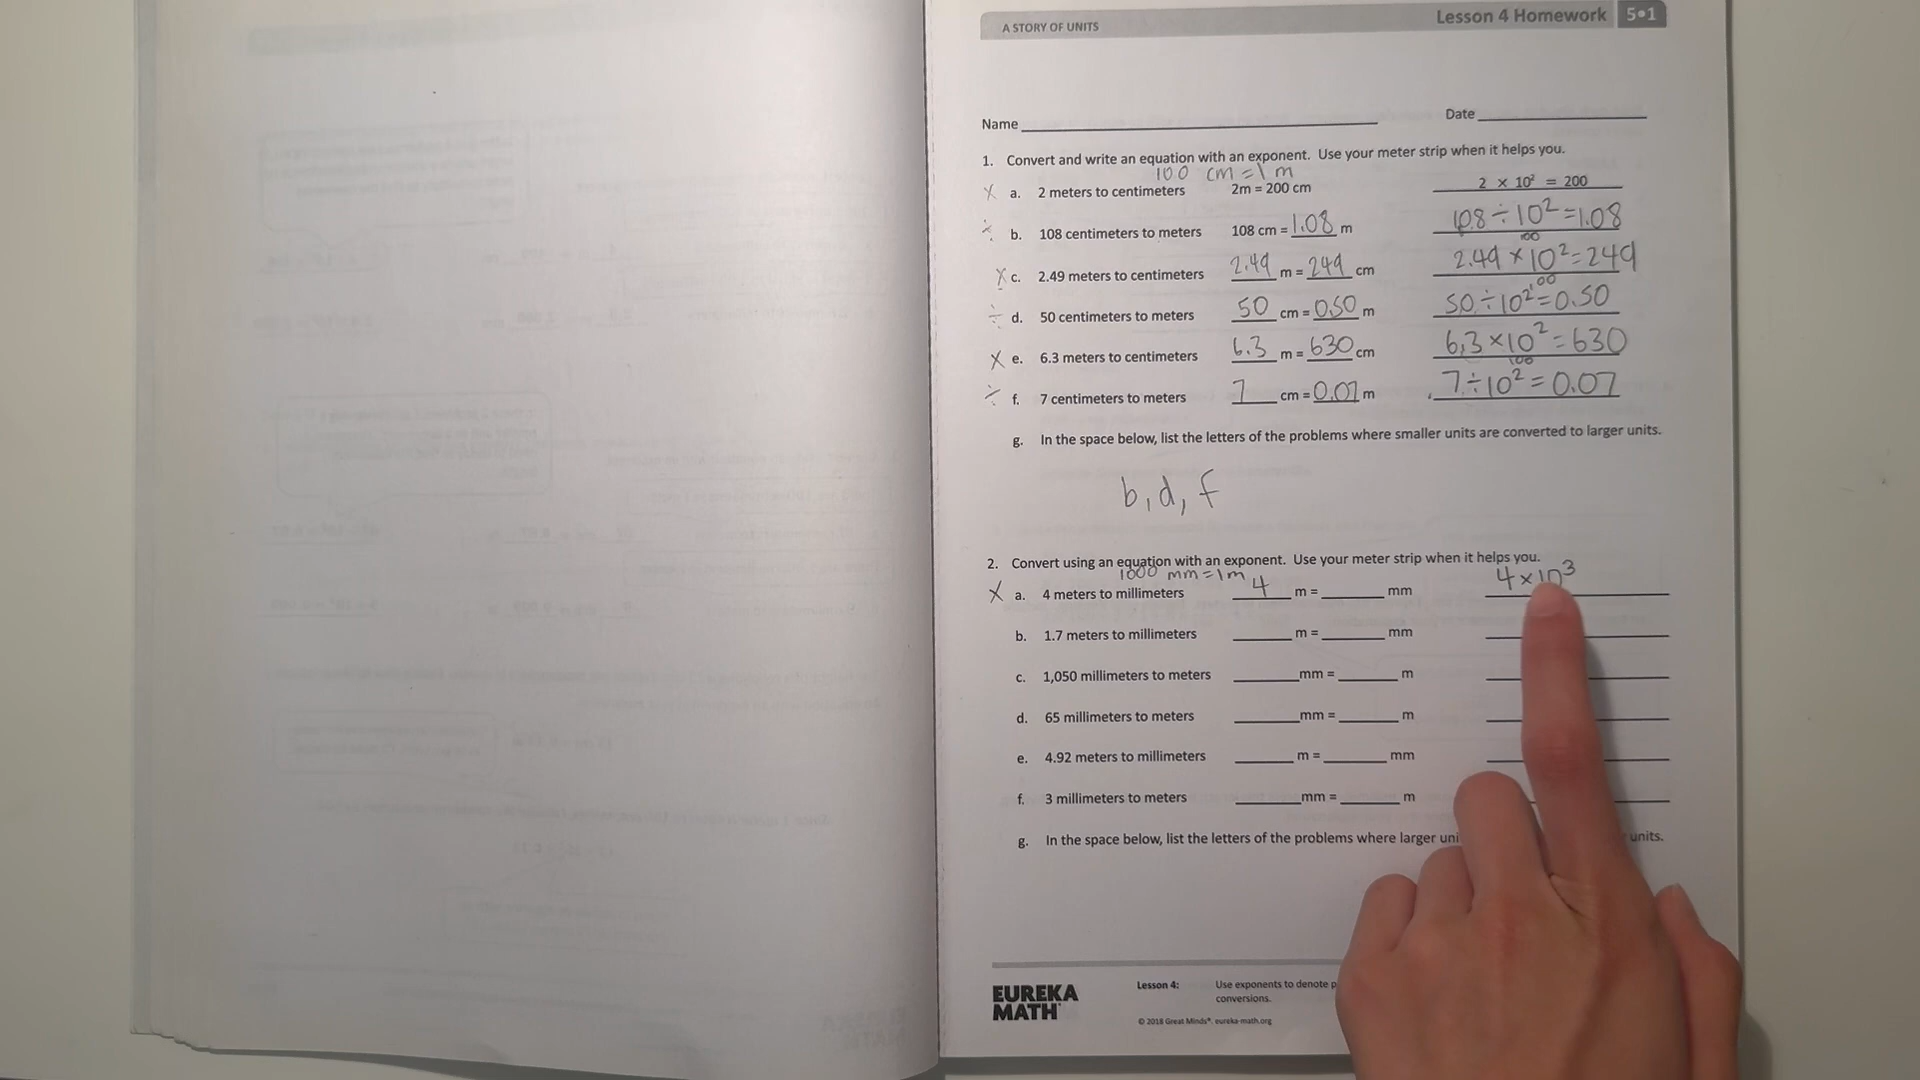 A STORY OF UNITS
Lesson 4 Homework 5•1
Name
Date
1. Convert and write an equation with an exponent. Use your meter strip when it helps you.
100 cm = 1 m
X a. 2 meters to centimeters 2m = 200 cm 2 × 10² = 200
÷ b. 108 centimeters to meters 108 cm = 1.08 m 108 ÷ 10² = 1.08
100
X c. 2.49 meters to centimeters 2.49 m = 249 cm 2.49 × 10² = 249
100
÷ d. 50 centimeters to meters 50 cm = 0.50 m 50 ÷ 10² = 0.50
X e. 6.3 meters to centimeters 6.3 m = 630 cm 6.3 × 10² = 630
100
÷ f. 7 centimeters to meters 7 cm = 0.07 m 7 ÷ 10² = 0.07
g. In the space below, list the letters of the problems where smaller units are converted to larger units.
b, d, f
2. Convert using an equation with an exponent. Use your meter strip when it helps you.
1000 mm = 1m
X a. 4 meters to millimeters 4 m = mm 4 × 10³
b. 1.7 meters to millimeters m = mm
c. 1,050 millimeters to meters mm = m
d. 65 millimeters to meters mm = m
e. 4.92 meters to millimeters m = mm
f. 3 millimeters to meters mm = m
g. In the space below, list the letters of the problems where larger units.
EUREKA MATH
Lesson 4: Use exponents to denote
conversions.
© 2018 Great Minds®. eureka-math.org